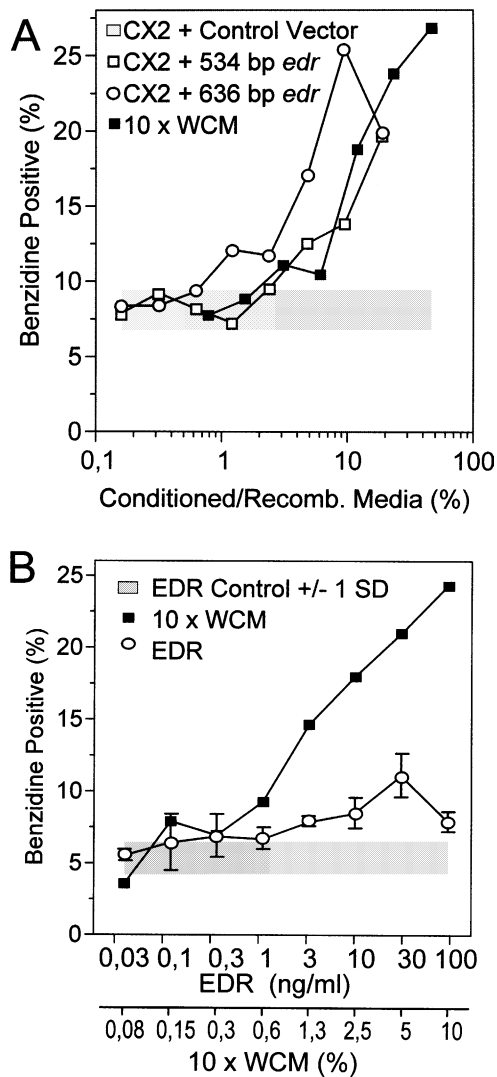 A
CX2 + Control Vector
CX2 + 534 bp edr
CX2 + 636 bp edr
10 x WCM
Benzidine Positive (%)
25
20
15
10
5
0
0,1 1 10 100
Conditioned/Recomb. Media (%)
B
EDR Control +/- 1 SD
10 x WCM
EDR
Benzidine Positive (%)
25
20
15
10
5
0
0,03 0,1 0,3 1 3 10 30 100
EDR (ng/ml)
0,08 0,15 0,3 0,6 1,3 2,5 5 10
10 x WCM (%)